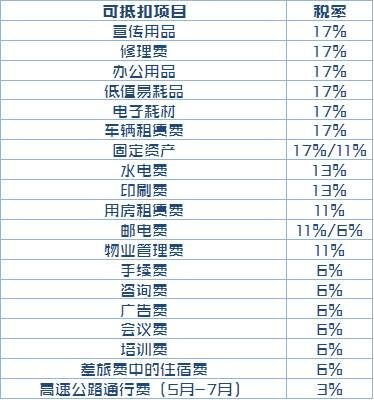 可抵扣项目 税率
宣传用品 17%
修理费 17%
办公用品 17%
低值易耗品 17%
电子耗材 17%
车辆租赁费 17%
固定资产 17%/11%
水电费 13%
印刷费 13%
用房租赁费 11%
邮电费 11%/6%
物业管理费 11%
手续费 6%
咨询费 6%
广告费 6%
会议费 6%
培训费 6%
差旅费中的住宿费 6%
高速公路通行费（5月-7月） 3%